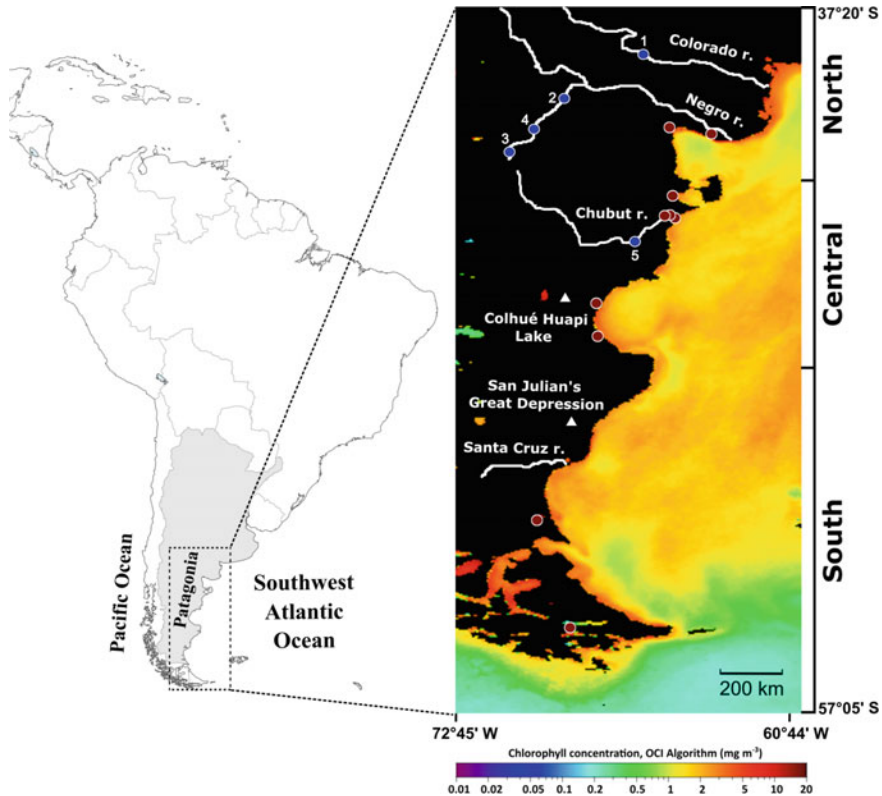 Pacific Ocean
Patagonia
Southwest
Atlantic
Ocean
37°20' S
1
Colorado r.
2
Negro r.
4
3
Chubut r.
5
Colhué Huapi
Lake
San Julian's
Great Depression
Santa Cruz r.
North
Central
South
200 km
57°05' S
72°45' W
60°44' W
Chlorophyll concentration, OCI Algorithm (mg m⁻³)
0.01 0.02 0.05 0.1 0.2 0.5 1 2 5 10 20